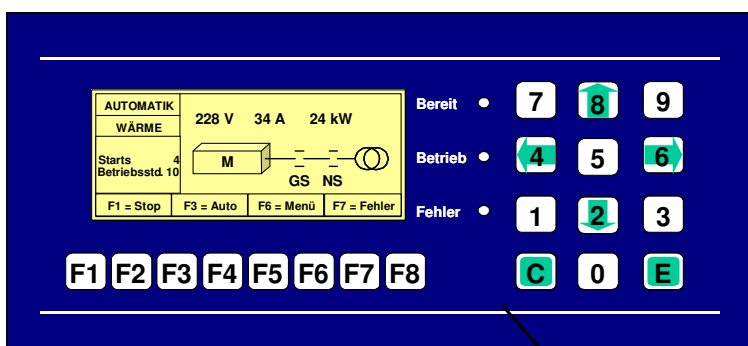 AUTOMATIK
WÄRME
228 V 34 A 24 kW
Starts 4
Betriebsstd. 10
M
GS NS
F1 = Stop F3 = Auto F6 = Menü F7 = Fehler
Bereit
Betrieb
Fehler
7 8 9
4 5 6
1 2 3
C 0 E
F1 F2 F3 F4 F5 F6 F7 F8